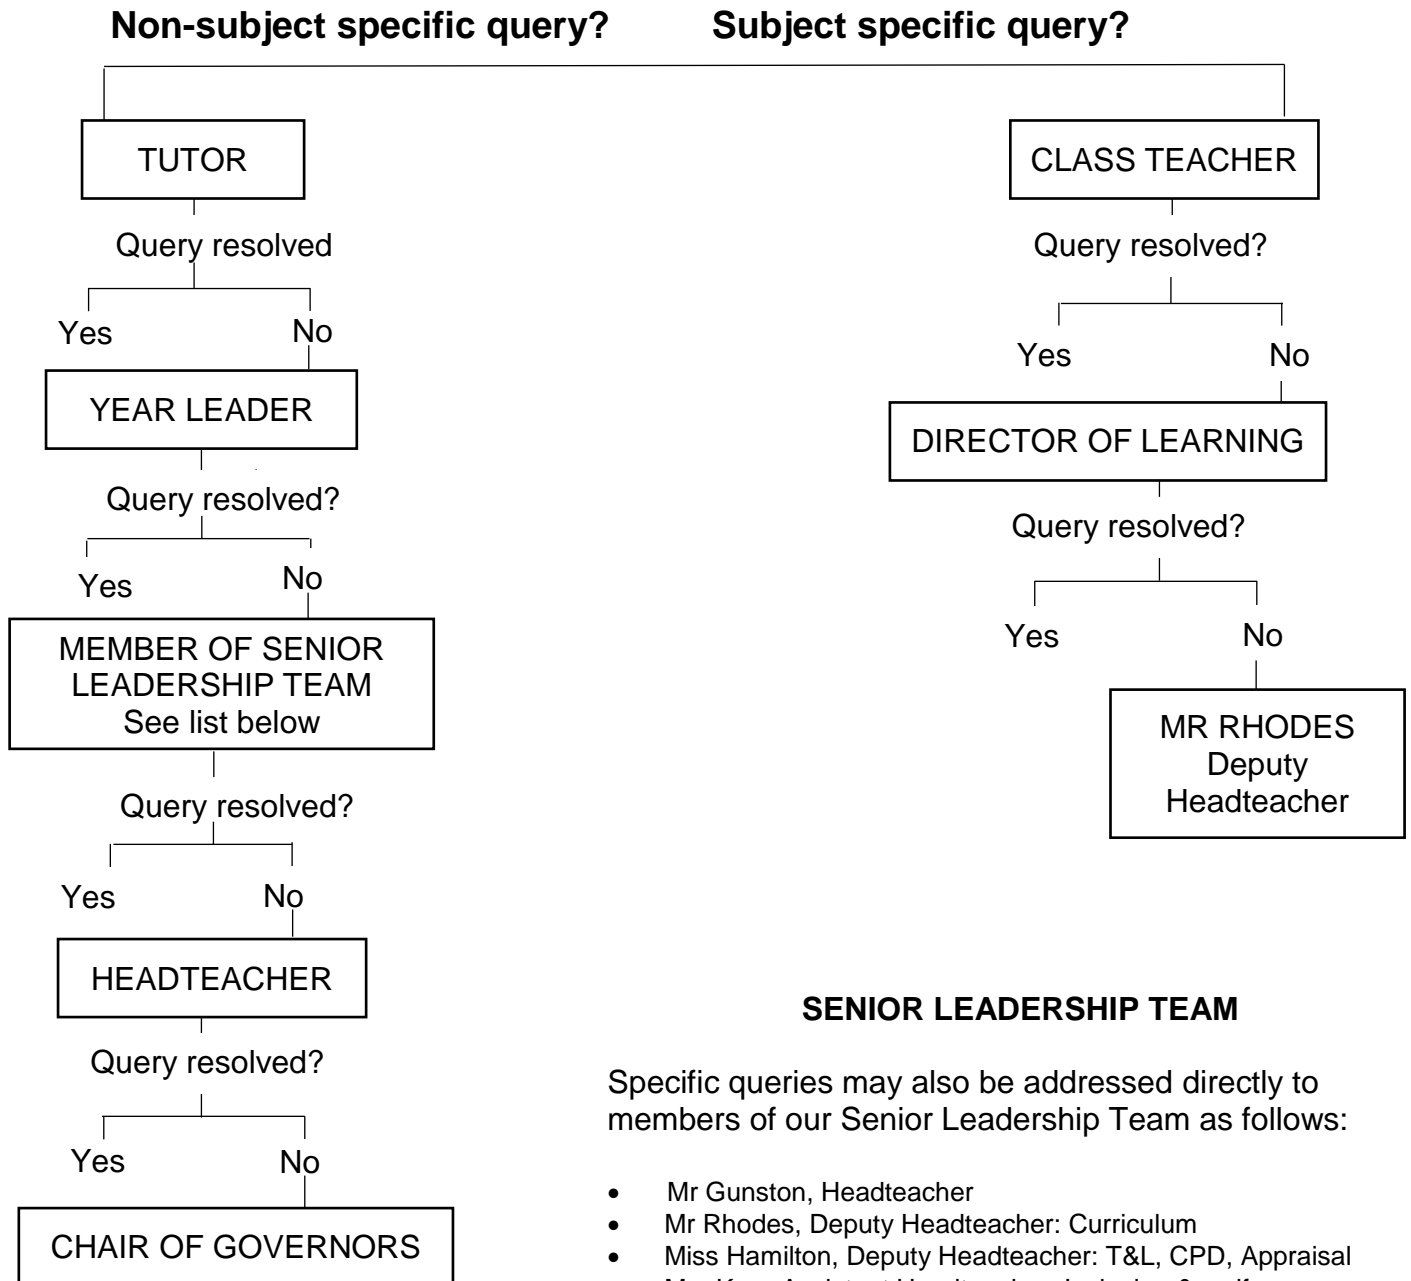 Non-subject specific query? Subject specific query?
TUTOR
Query resolved
Yes No
YEAR LEADER
Query resolved?
Yes No
MEMBER OF SENIOR
LEADERSHIP TEAM
See list below
Query resolved?
Yes No
HEADTEACHER
Query resolved?
Yes No
CHAIR OF GOVERNORS
CLASS TEACHER
Query resolved?
Yes No
DIRECTOR OF LEARNING
Query resolved?
Yes No
MR RHODES
Deputy
Headteacher
SENIOR LEADERSHIP TEAM
Specific queries may also be addressed directly to
members of our Senior Leadership Team as follows:
• Mr Gunston, Headteacher
• Mr Rhodes, Deputy Headteacher: Curriculum
• Miss Hamilton, Deputy Headteacher: T&L, CPD, Appraisal